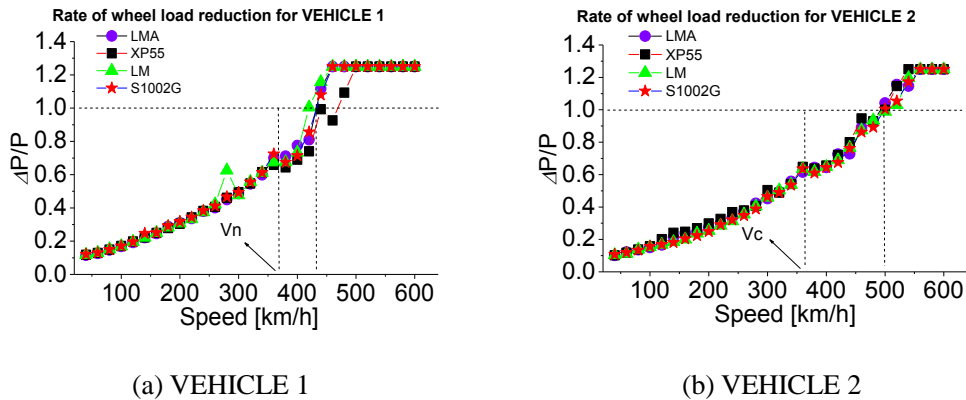 Rate of wheel load reduction for VEHICLE 1
LMA
XP55
LM
S1002G
1.4
1.2
1.0
0.8
0.6
0.4
0.2
0.0
ΔP/P
Vn
100 200 300 400 500 600
Speed [km/h]
(a) VEHICLE 1
Rate of wheel load reduction for VEHICLE 2
LMA
XP55
LM
S1002G
1.4
1.2
1.0
0.8
0.6
0.4
0.2
0.0
ΔP/P
Vc
100 200 300 400 500 600
Speed [km/h]
(b) VEHICLE 2